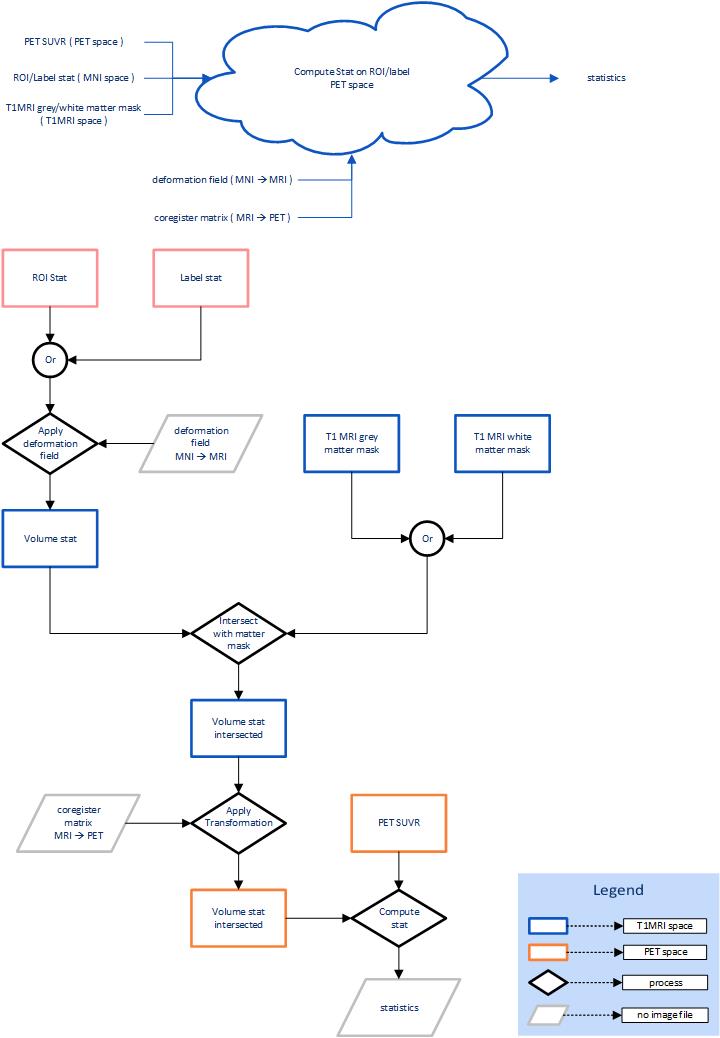 PET SUVR ( PET space )
ROI/Label stat ( MNI space )
T1MRI grey/white matter mask
( T1MRI space )
Compute Stat on ROI/label
PET space
statistics
deformation field ( MNI → MRI )
coregister matrix ( MRI → PET )
ROI Stat
Label stat
Or
Apply
deformation
field
deformation
field
MNI → MRI
T1 MRI grey
matter mask
T1 MRI white
matter mask
Volume stat
Or
Intersect
with matter
mask
Volume stat
intersected
coregister
matrix
MRI → PET
Apply
Transformation
PET SUVR
Volume stat
intersected
Compute
stat
statistics
Legend
T1MRI space
PET space
process
no image file